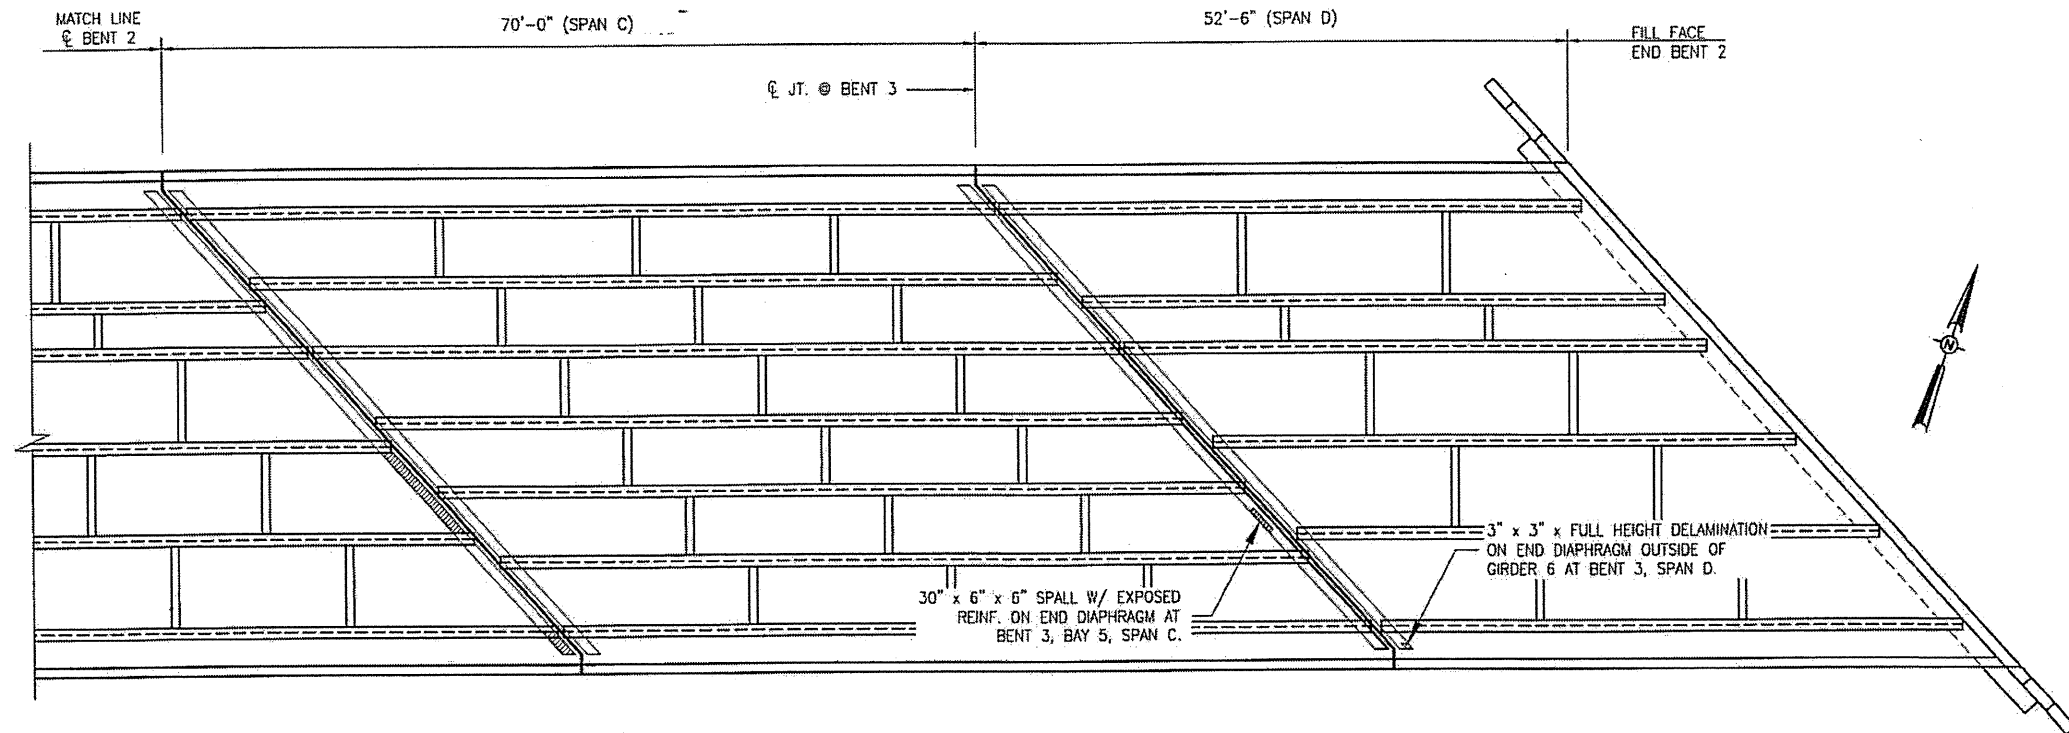 MATCH LINE
℄ BENT 2
70'-0" (SPAN C)
52'-6" (SPAN D)
FILL FACE
END BENT 2
℄ JT. @ BENT 3
N
3" x 3" x FULL HEIGHT DELAMINATION
ON END DIAPHRAGM OUTSIDE OF
GIRDER 6 AT BENT 3, SPAN D.
30" x 6" x 6" SPALL W/ EXPOSED
REINF. ON END DIAPHRAGM AT
BENT 3, BAY 5, SPAN C.